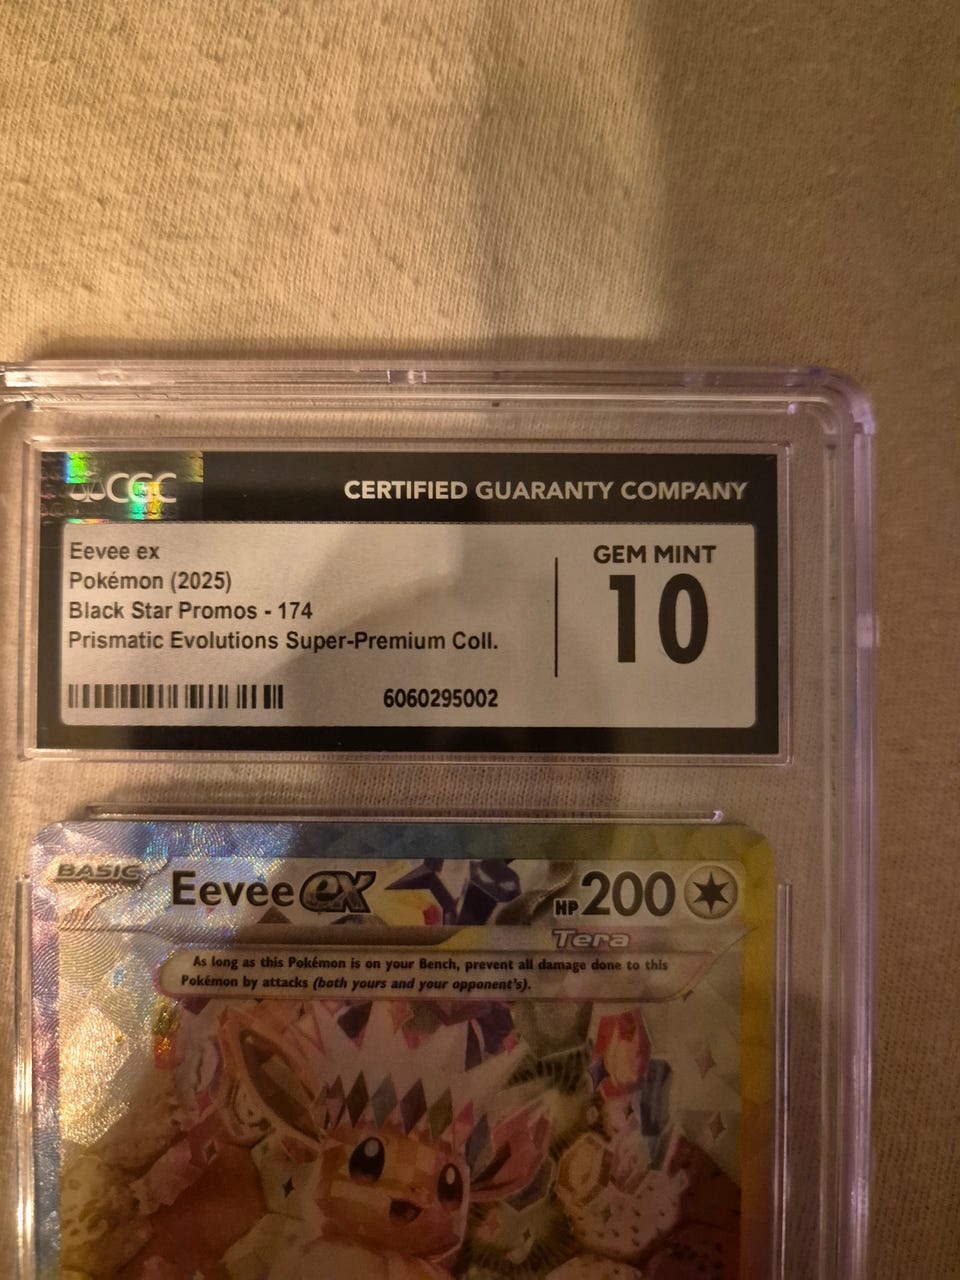 CGC
CERTIFIED GUARANTY COMPANY
Eevee ex
Pokémon (2025)
Black Star Promos - 174
Prismatic Evolutions Super-Premium Coll.
6060295002
GEM MINT
10
BASIC
Eevee ex
HP 200
Tera
As long as this Pokémon is on your Bench, prevent all damage done to this
Pokémon by attacks (both yours and your opponent's).